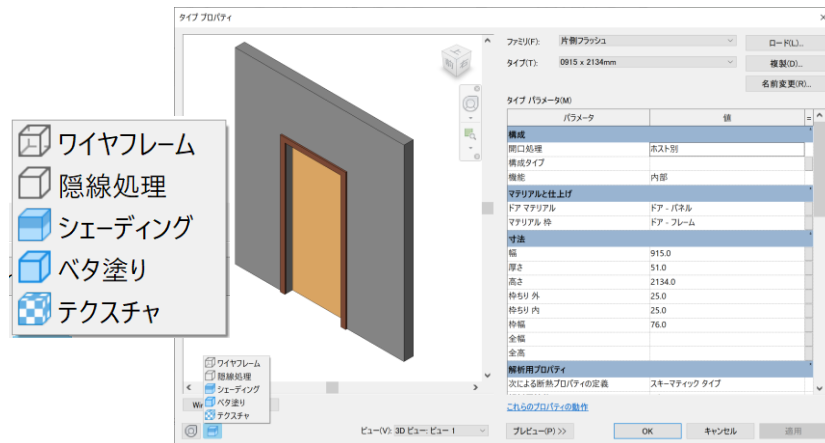 タイプ プロパティ
ワイヤフレーム
隠線処理
シェーディング
ベタ塗り
テクスチャ
ワイヤフレーム
隠線処理
シェーディング
ベタ塗り
テクスチャ
ビュー(V): 3D ビュー: ビュー 1
ファミリ(F): 片側フラッシュ ロード(L)...
タイプ(T): 0915 x 2134mm 複製(D)...
名前変更(R)...
タイプ パラメータ(M)
パラメータ 値 =
構成
開口処理 ホスト別
構成タイプ
機能 内部
マテリアルと仕上げ
ドア マテリアル ドア - パネル
マテリアル 枠 ドア - フレーム
寸法
幅 915.0
厚さ 51.0
高さ 2134.0
枠ちり 外 25.0
枠ちり 内 25.0
枠幅 76.0
全幅
全高
解析用プロパティ
次による断熱プロパティの定義 スキーマティック タイプ
これらのプロパティの動作
プレビュー(P) >> OK キャンセル 適用